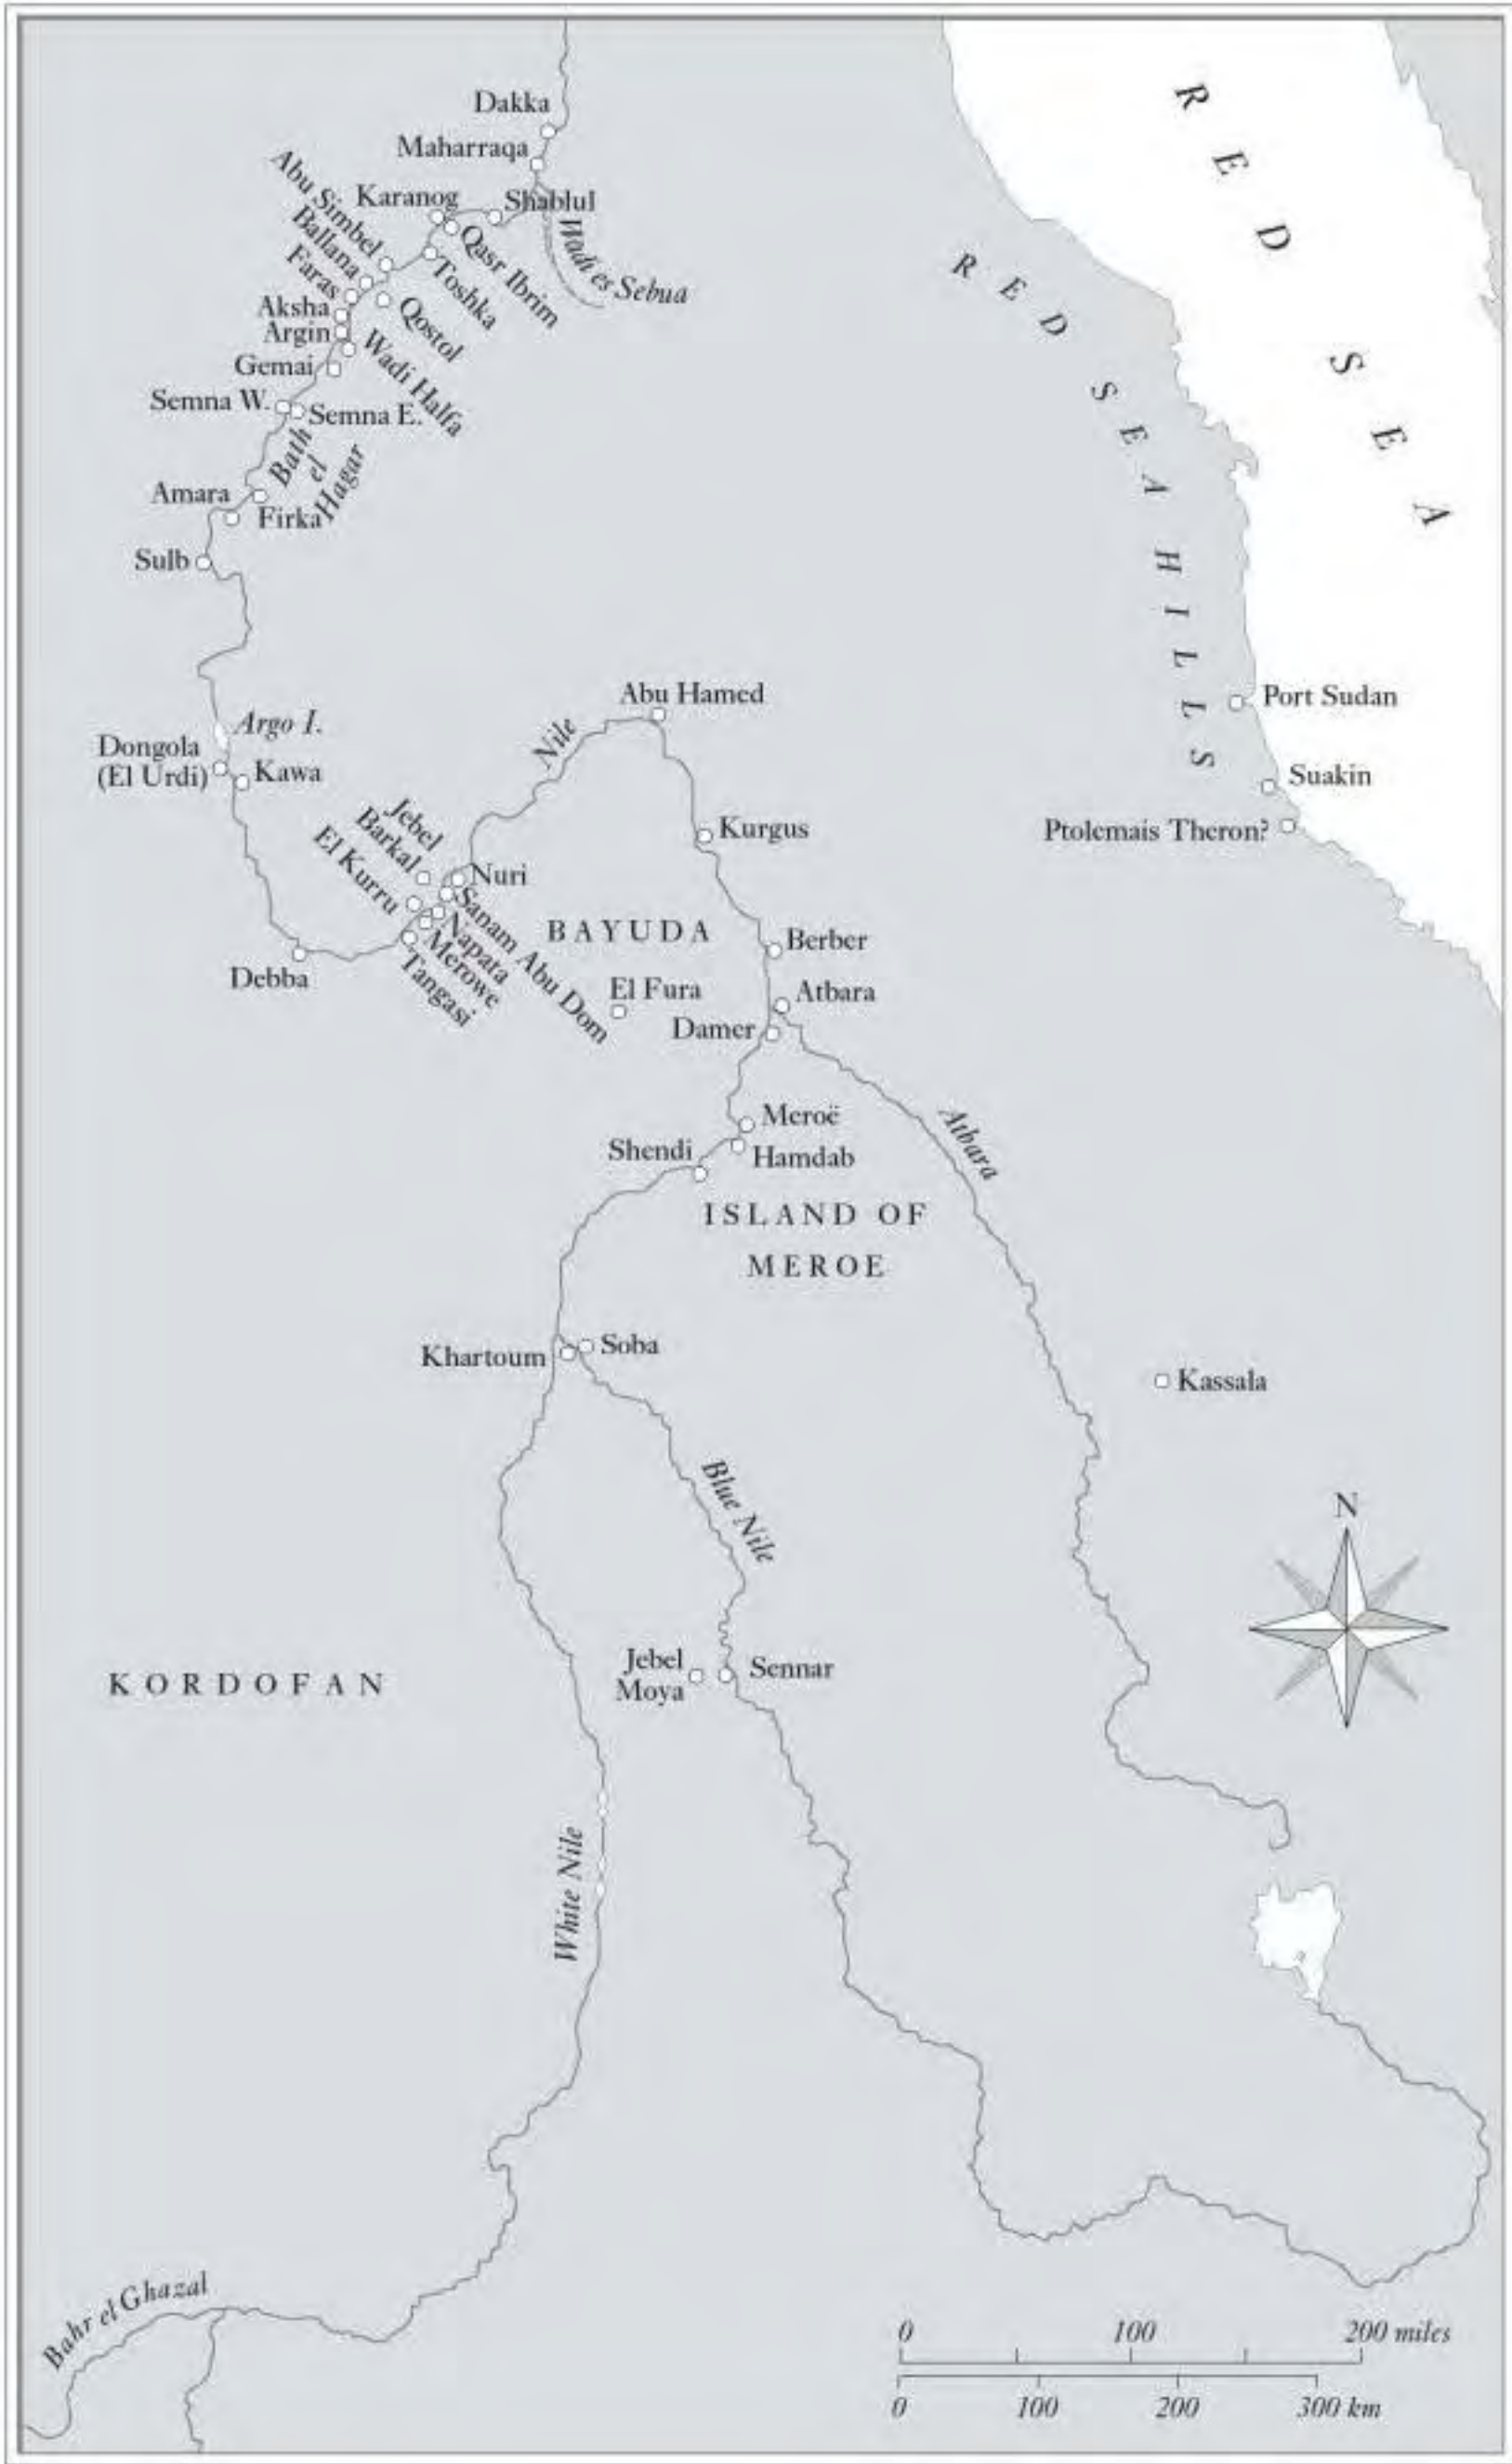 RED SEA
Dakka
Maharraqa
Abu Simbel
Karanog
Shablul
Ballana
Qasr Ibrim
Wadi es Sebua
Faras
Toshka
Aksha
Qostol
Argin
Wadi Halfa
Gemai
Semna W.
Semna E.
Bath
el
Hagar
Amara
Firka
Sulb
RED SEA HILLS
Abu Hamed
Port Sudan
Nile
Argo I.
Dongola
(El Urdi)
Kawa
Suakin
Ptolemais Theron?
Jebel
Barkal
Kurgus
El Kurru
Nuri
Sanam Abu Dom
Napata
Merowe
Tangasi
BAYUDA
Berber
Debba
El Fura
Atbara
Damer
Meroë
Atbara
Shendi
Hamdab
ISLAND OF
MEROE
Khartoum
Soba
Kassala
Blue Nile
N
Jebel
Moya
Sennar
KORDOFAN
White Nile
Bahr el Ghazal
0 100 200 miles
0 100 200 300 km